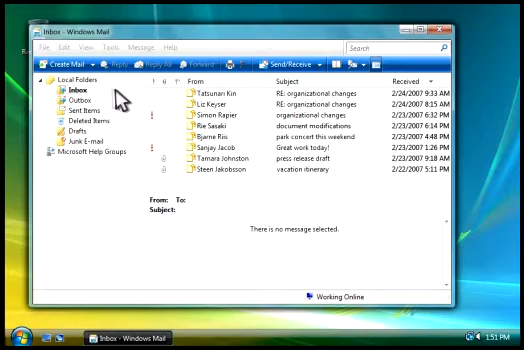 Inbox - Windows Mail
File Edit View Tools Message Help
Search
Create Mail Reply Reply All Forward Send/Receive
Local Folders
Inbox
Outbox
Sent Items
Deleted Items
Drafts
Junk E-mail
Microsoft Help Groups
! From Subject Received
Tatsunari Kin RE: organizational changes 2/24/2007 9:33 AM
Liz Keyser RE: organizational changes 2/24/2007 8:15 AM
! Simon Rapier organizational changes 2/23/2007 6:32 PM
Rie Sasaki document modifications 2/23/2007 6:14 PM
Bjarne Riis park concert this weekend 2/23/2007 4:48 PM
! Sanjay Jacob Great work today! 2/23/2007 1:26 PM
Tamara Johnston press release draft 2/23/2007 9:18 AM
Steen Jakobsson vacation itinerary 2/22/2007 5:11 PM
From: To:
Subject:
There is no message selected.
Working Online
Inbox - Windows Mail
1:51 PM